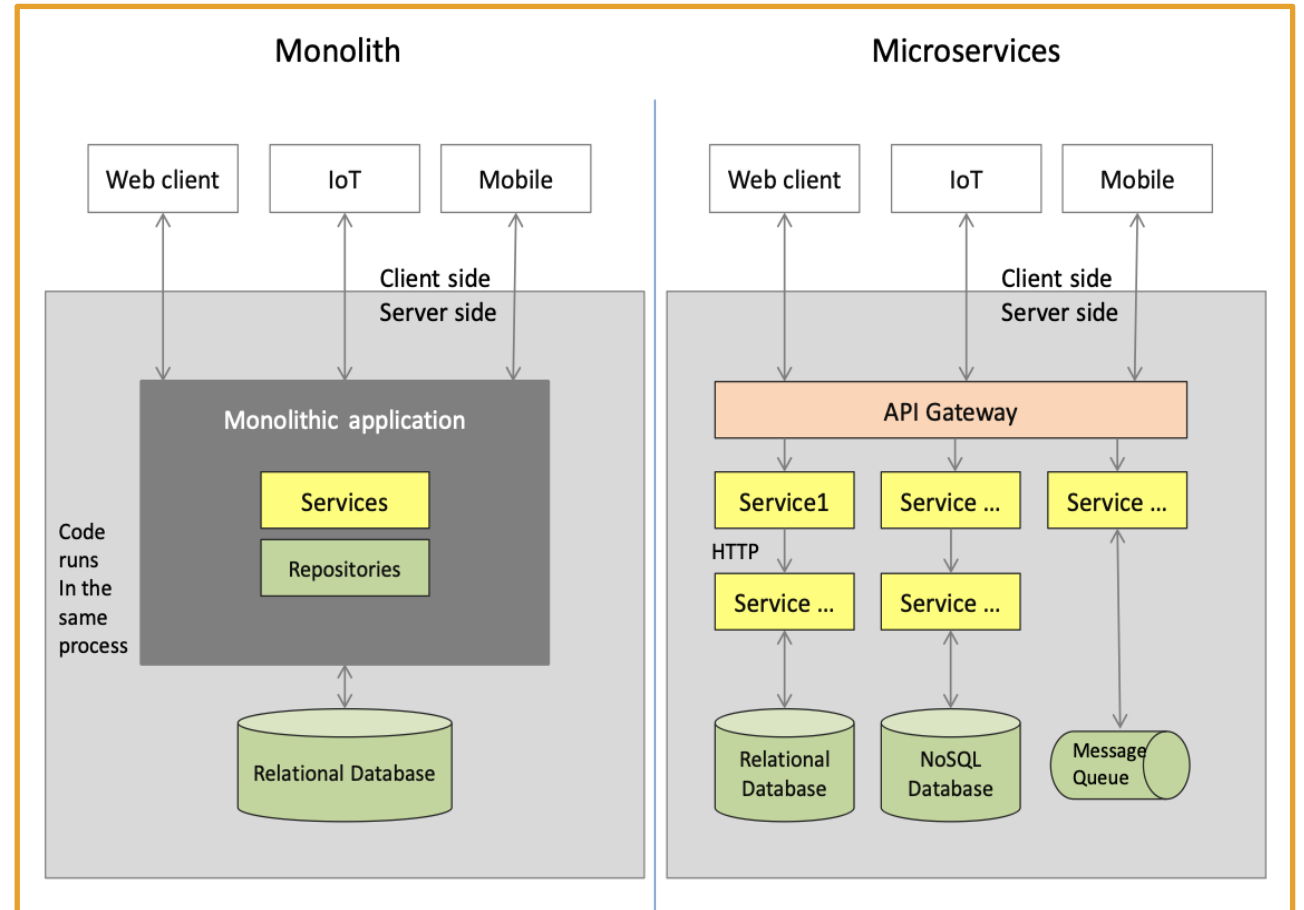 Monolith
Web client
IoT
Mobile
Client side
Server side
Monolithic application
Services
Repositories
Code
runs
In the
same
process
Relational Database
Microservices
Web client
IoT
Mobile
Client side
Server side
API Gateway
Service1
Service ...
Service ...
HTTP
Service ...
Service ...
Relational
Database
NoSQL
Database
Message
Queue